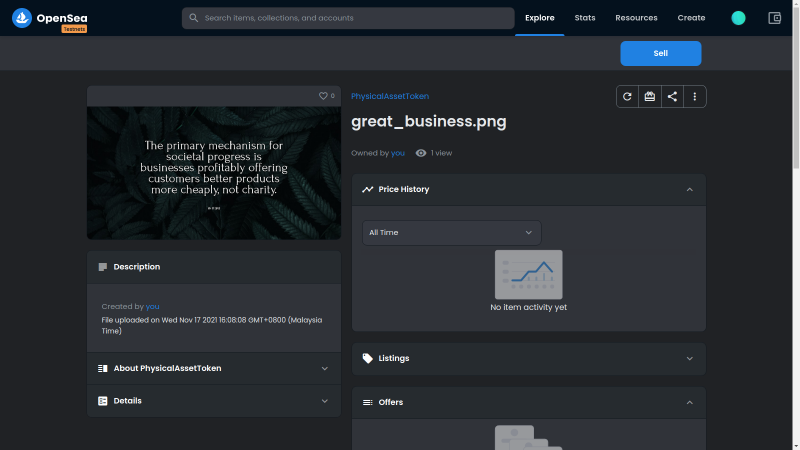 OpenSea
Testnets
Search items, collections, and accounts
Explore
Stats
Resources
Create
Sell
0
The primary mechanism for
societal progress is
businesses profitably offering
customers better products
more cheaply, not charity.
PhysicalAssetToken
great_business.png
Owned by you
1 view
Price History
All Time
No item activity yet
Description
Created by you
File uploaded on Wed Nov 17 2021 16:08:08 GMT+0800 (Malaysia
Time)
About PhysicalAssetToken
Details
Listings
Offers